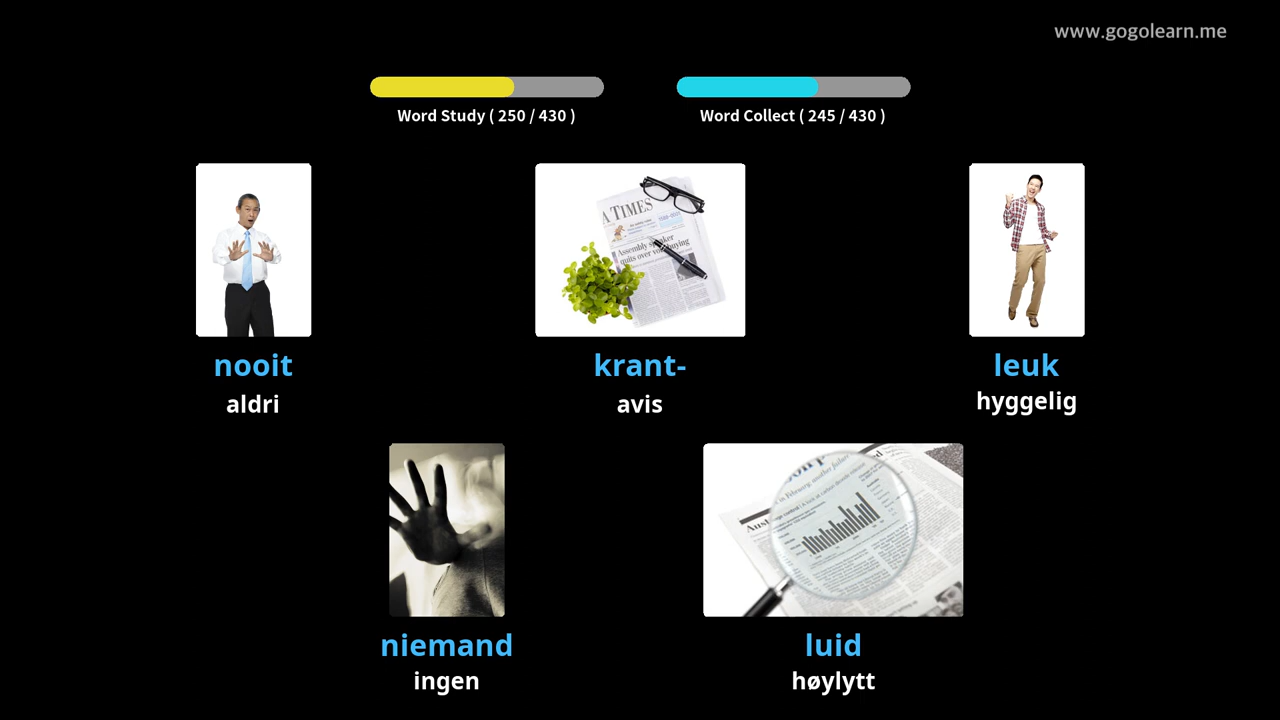 www.gogolearn.me
Word Study ( 250 / 430 )
Word Collect ( 245 / 430 )
A TIMES
nooit
aldri
krant-
avis
leuk
hyggelig
niemand
ingen
luid
høylytt